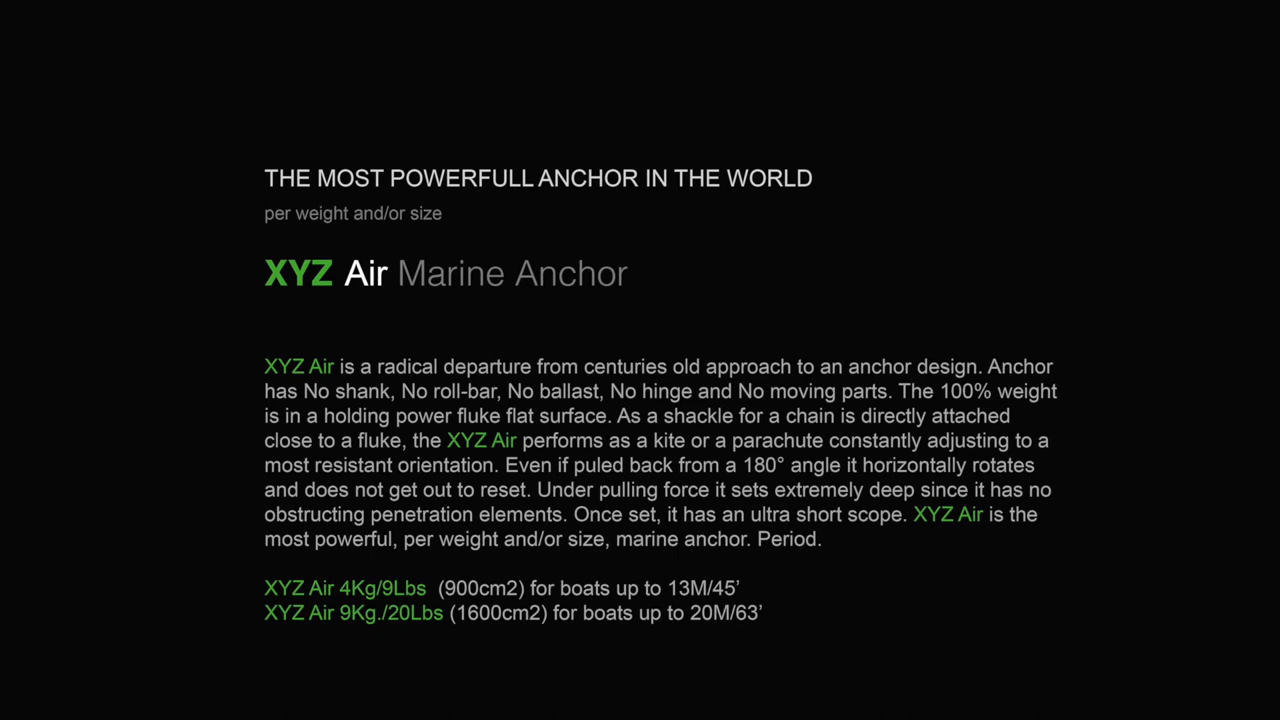 THE MOST POWERFULL ANCHOR IN THE WORLD
per weight and/or size
XYZ Air Marine Anchor
XYZ Air is a radical departure from centuries old approach to an anchor design. Anchor
has No shank, No roll-bar, No ballast, No hinge and No moving parts. The 100% weight
is in a holding power fluke flat surface. As a shackle for a chain is directly attached
close to a fluke, the XYZ Air performs as a kite or a parachute constantly adjusting to a
most resistant orientation. Even if puled back from a 180° angle it horizontally rotates
and does not get out to reset. Under pulling force it sets extremely deep since it has no
obstructing penetration elements. Once set, it has an ultra short scope. XYZ Air is the
most powerful, per weight and/or size, marine anchor. Period.
XYZ Air 4Kg/9Lbs  (900cm2) for boats up to 13M/45’
XYZ Air 9Kg./20Lbs (1600cm2) for boats up to 20M/63’